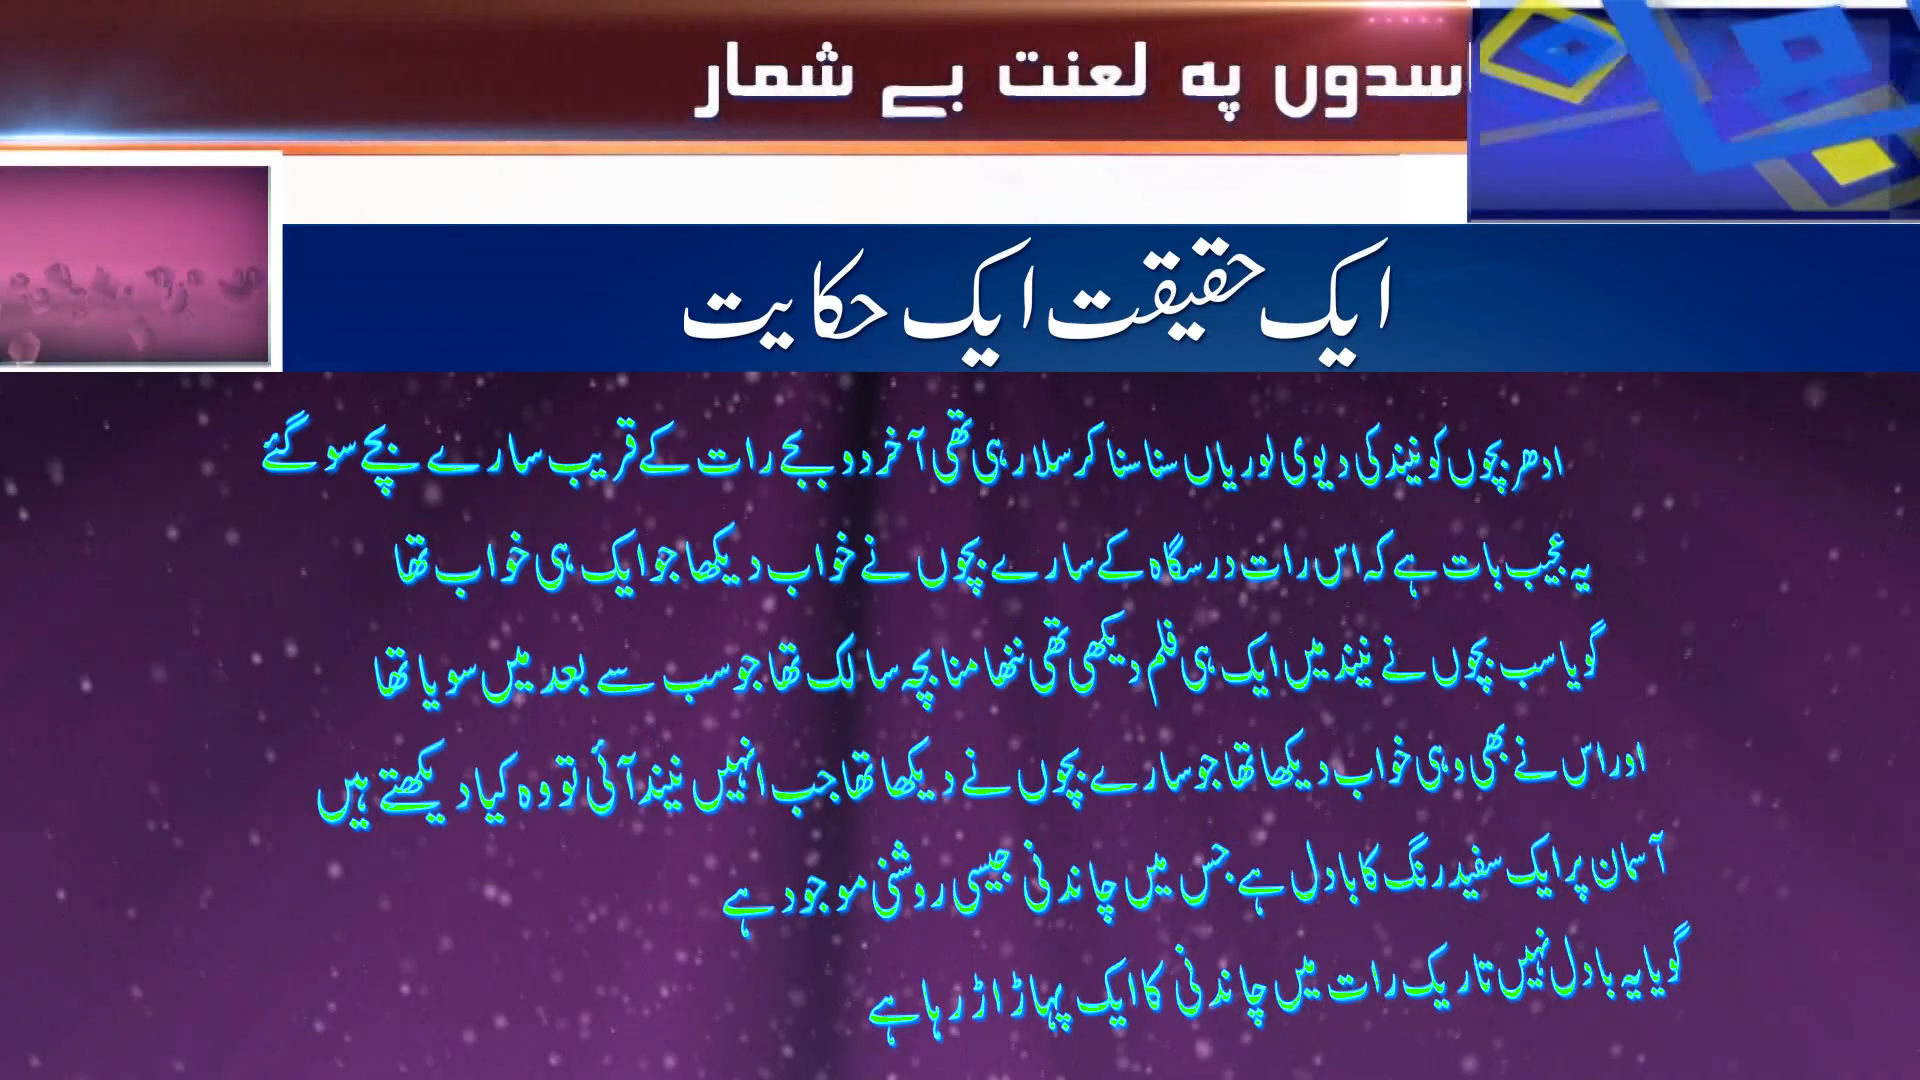 سدوں پہ لعنت بے شمار
ایک حقیقت ایک حکایت
ادھر بچوں کو نیند کی دیوی لوریاں سنا سنا کر سلا رہی تھی آخر دو بجے رات کے قریب سارے بچے سو گئے
یہ عجیب بات ہے کہ اس رات درسگاہ کے سارے بچوں نے خواب دیکھا جو ایک ہی خواب تھا
گویا سب بچوں نے نیند میں ایک ہی فلم دیکھی تھی ننھا منا بچہ سالک تھا جو سب سے بعد میں سویا تھا
اور اس نے بھی وہی خواب دیکھا تھا جو سارے بچوں نے دیکھا تھا جب انہیں نیند آئی تو وہ کیا دیکھتے ہیں
آسمان پر ایک سفید رنگ کا بادل ہے جس میں چاندنی جیسی روشنی موجود ہے
گویا یہ بادل نہیں تاریک رات میں چاندنی کا ایک پہاڑ اڑ رہا ہے